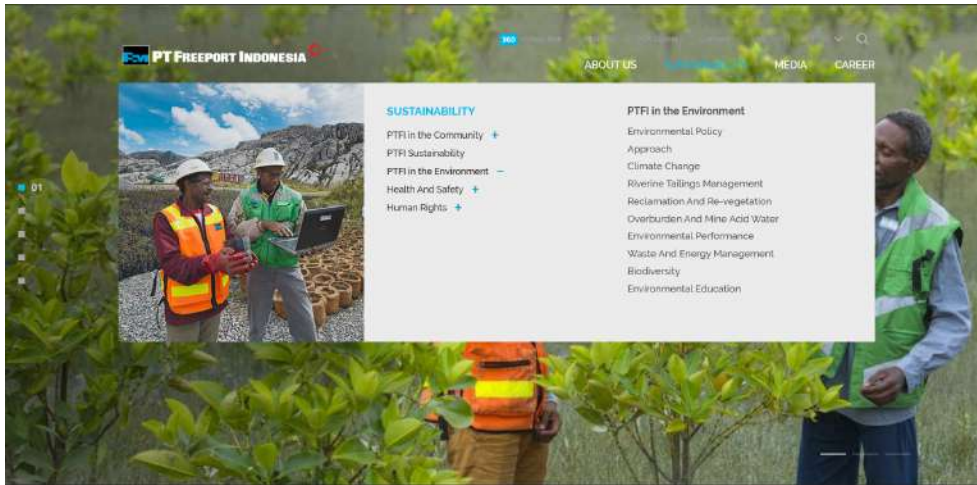 360
FCX PT FREEPORT INDONESIA
ABOUT US SUSTAINABILITY MEDIA CAREER
SUSTAINABILITY
PTFI in the Community +
PTFI Sustainability
PTFI in the Environment −
Health And Safety +
Human Rights +
PTFI in the Environment
Environmental Policy
Approach
Climate Change
Riverine Tailings Management
Reclamation And Re-vegetation
Overburden And Mine Acid Water
Environmental Performance
Waste And Energy Management
Biodiversity
Environmental Education
01